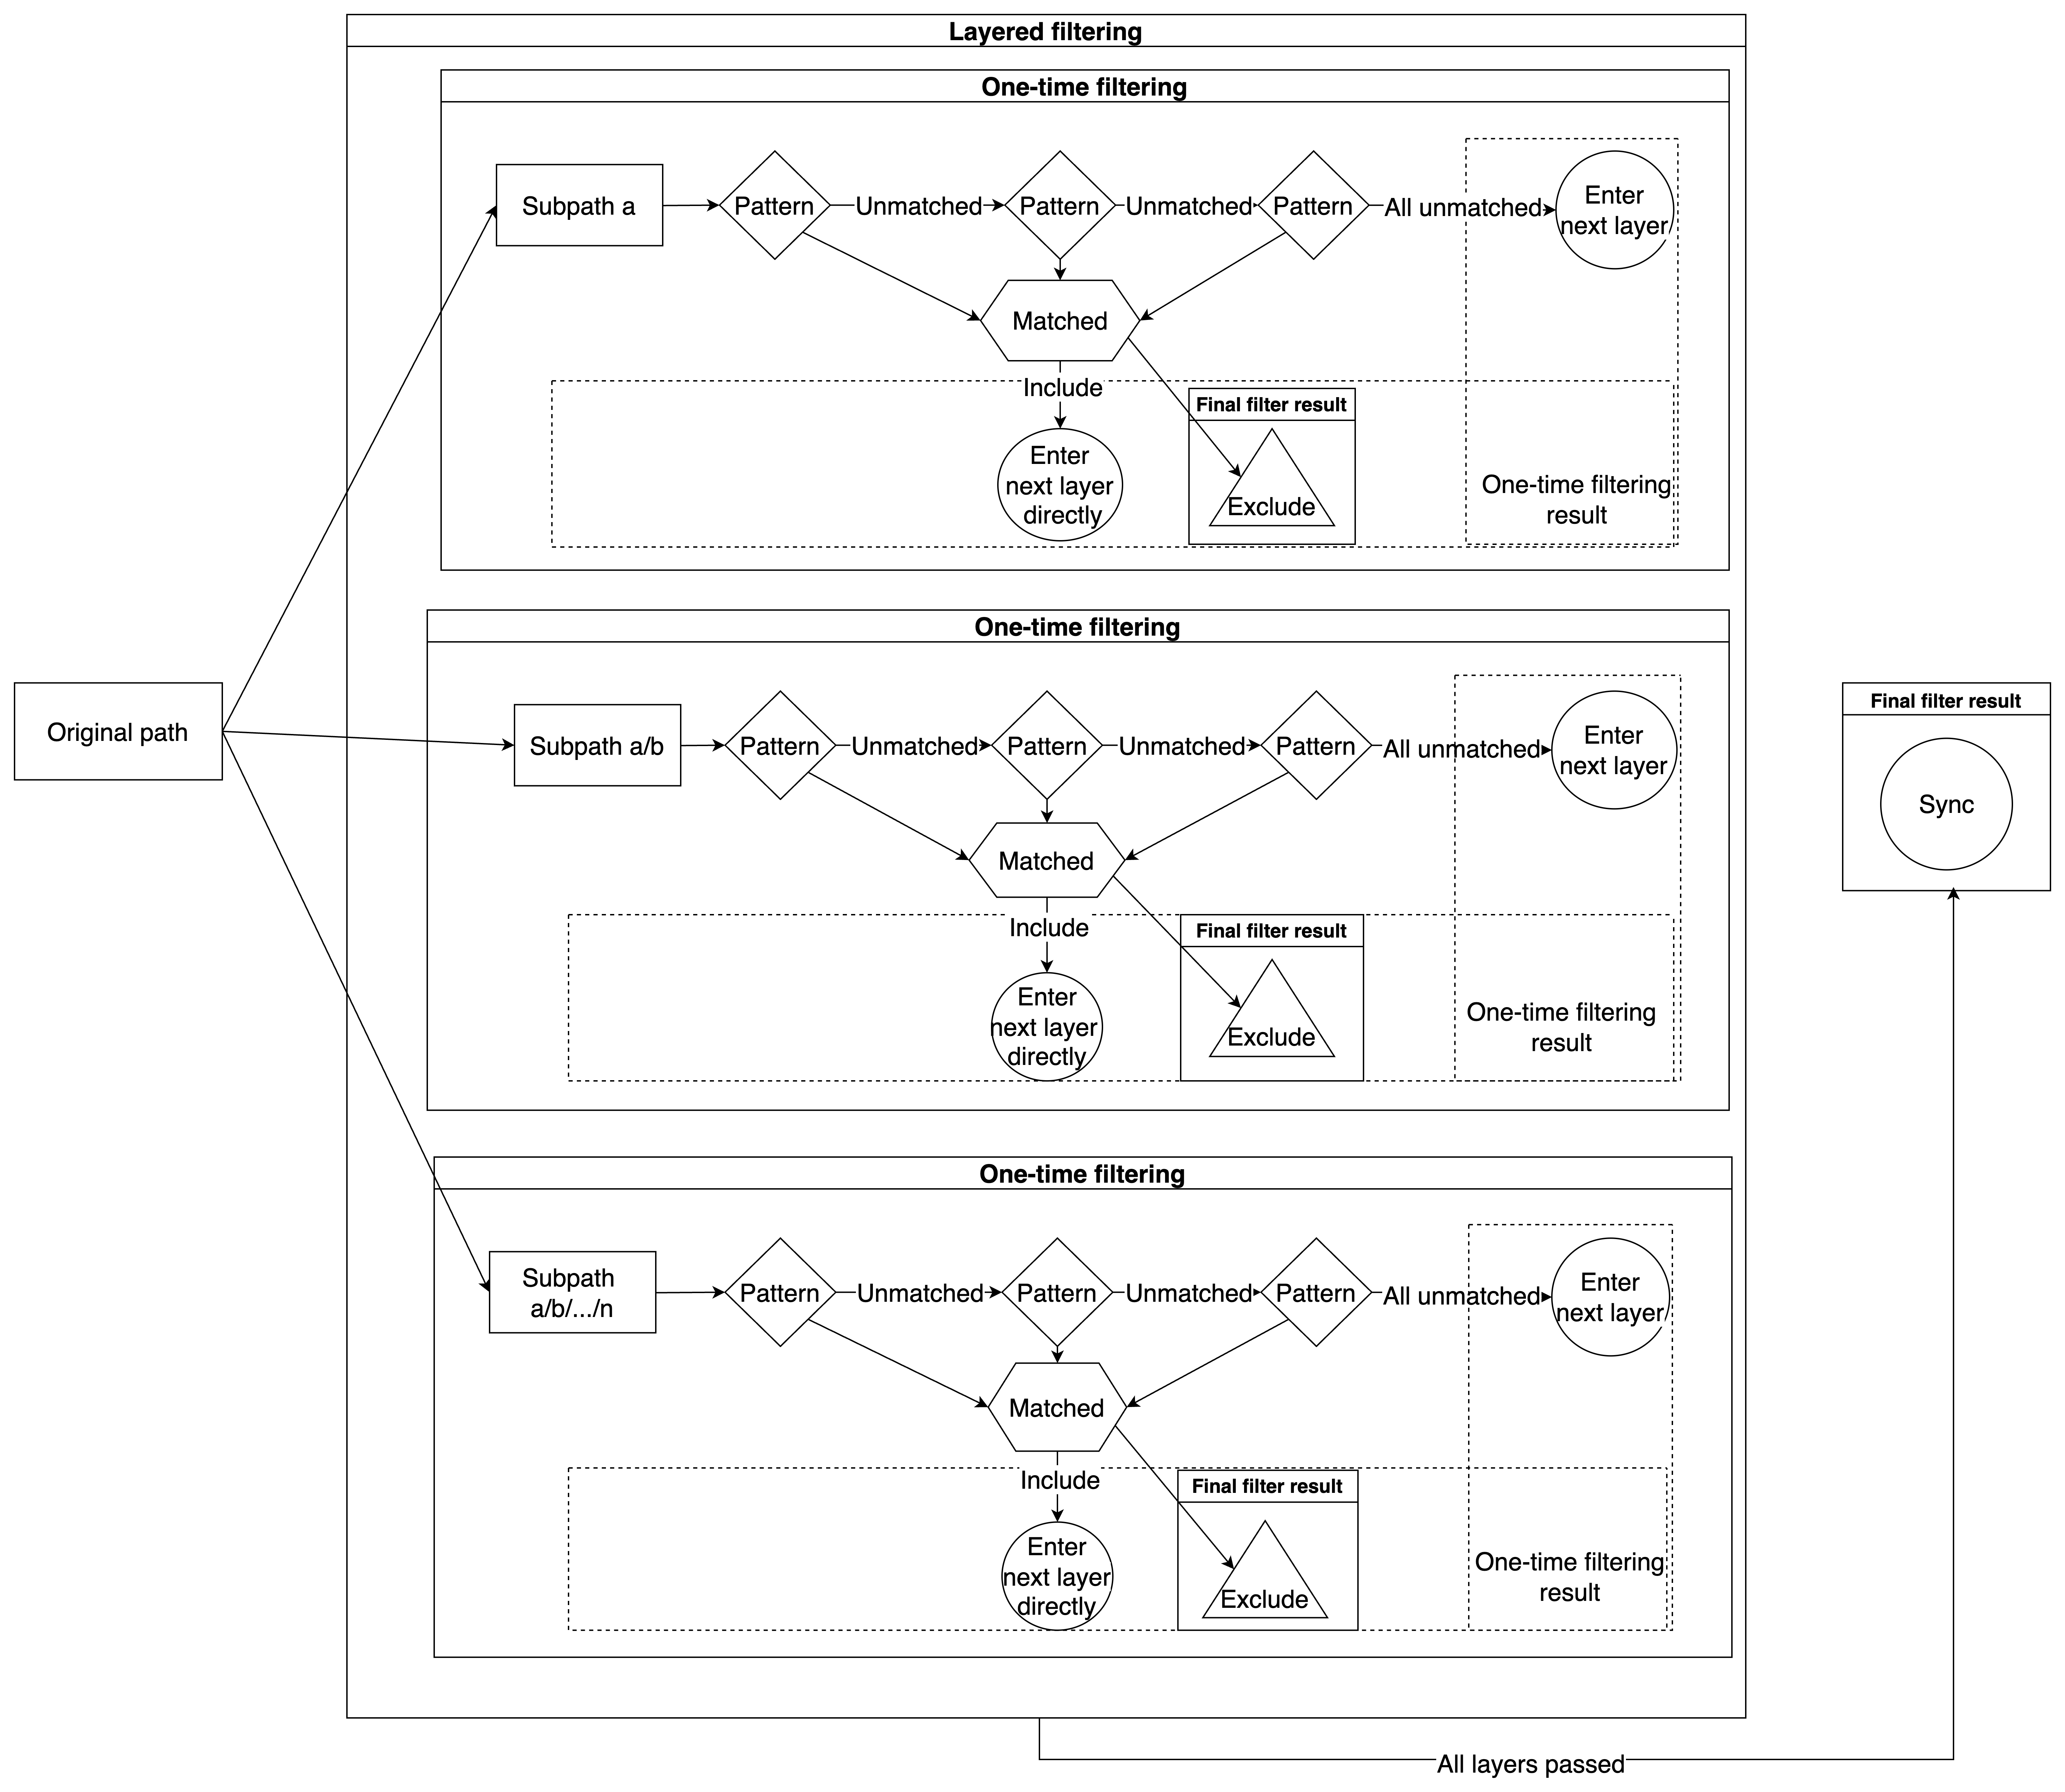 Layered filtering
One-time filtering
Subpath a
Pattern
Unmatched
Pattern
Unmatched
Pattern
All unmatched
Enter
next layer
Matched
Include
Enter
next layer
directly
Final filter result
Exclude
One-time filtering
result
One-time filtering
Original path
Subpath a/b
Pattern
Unmatched
Pattern
Unmatched
Pattern
All unmatched
Enter
next layer
Matched
Include
Enter
next layer
directly
Final filter result
Exclude
One-time filtering
result
Final filter result
Sync
One-time filtering
Subpath
a/b/.../n
Pattern
Unmatched
Pattern
Unmatched
Pattern
All unmatched
Enter
next layer
Matched
Include
Enter
next layer
directly
Final filter result
Exclude
One-time filtering
result
All layers passed